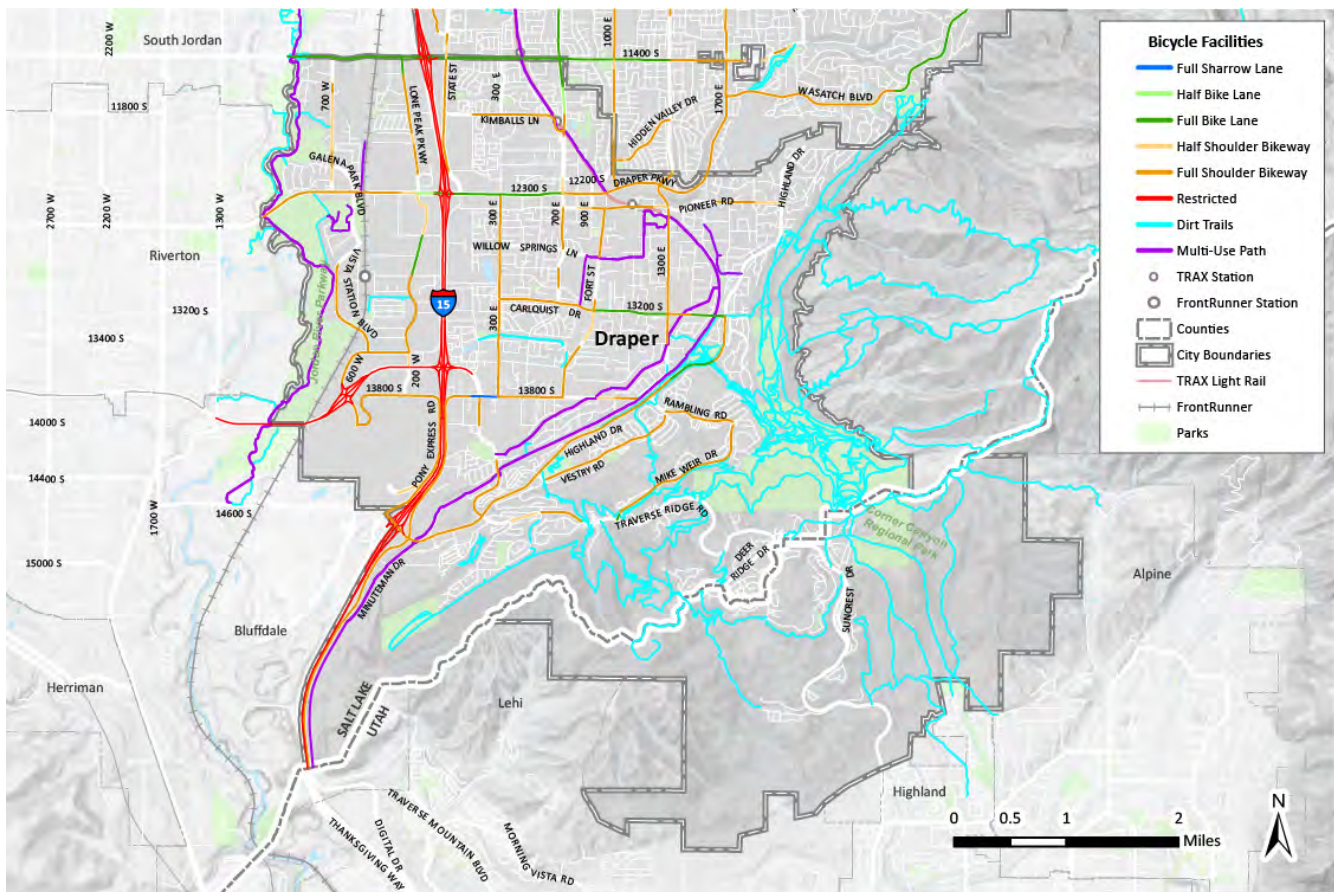 South Jordan
2200 W
11800 S
700 W
LONE PEAK PKWY
STATE ST
300 E
1000 E
11400 S
KIMBALLS LN
HIDDEN VALLEY DR
1700 E
WASATCH BLVD
GALENA PARK BLVD
12300 S
12200 S
DRAPER PKWY
HIGHLAND DR
2700 W
2200 W
1300 W
300 E
700 E
900 E
PIONEER RD
Riverton
WILLOW SPRINGS LN
1300 E
VISTA STATION BLVD
FORT ST
15
13200 S
Jordan River Parkway
300 E
CARLQUIST DR
13200 S
13400 S
Draper
600 W
200 W
13800 S
13800 S
14000 S
RAMBLING RD
PONY EXPRESS RD
HIGHLAND DR
VESTRY RD
MIKE WEIR DR
14400 S
1700 W
14600 S
TRAVERSE RIDGE RD
Corner Canyon
Regional Park
15000 S
DEER RIDGE DR
MINUTEMAN DR
SUNCREST DR
Alpine
Bluffdale
Herriman
SALT LAKE
UTAH
Lehi
Highland
TRAVERSE MOUNTAIN BLVD
DIGITAL DR
THANKSGIVING WAY
MORNING VISTA RD
Bicycle Facilities
Full Sharrow Lane
Half Bike Lane
Full Bike Lane
Half Shoulder Bikeway
Full Shoulder Bikeway
Restricted
Dirt Trails
Multi-Use Path
TRAX Station
FrontRunner Station
Counties
City Boundaries
TRAX Light Rail
FrontRunner
Parks
0 0.5 1 2
Miles
N